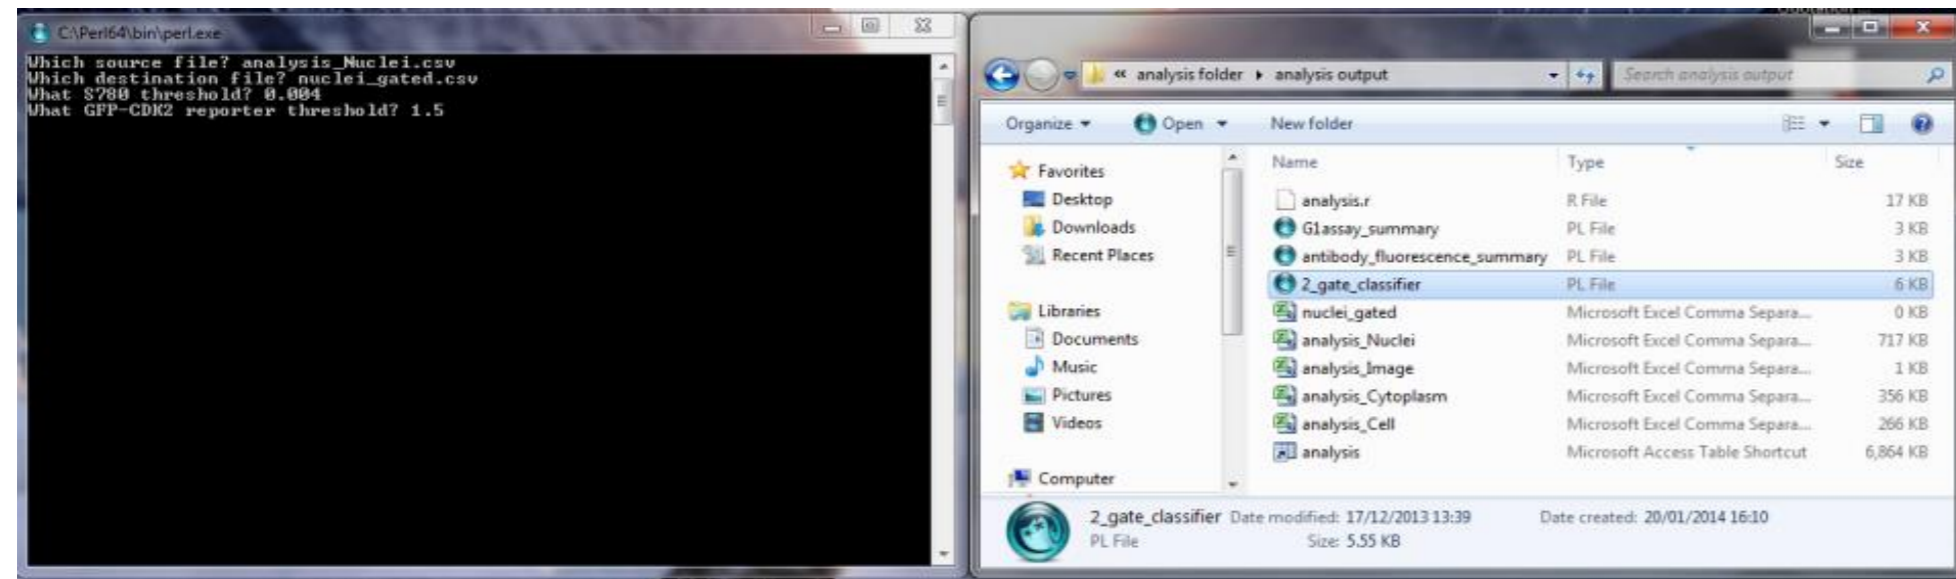 C:\Perl64\bin\perl.exe
Which source file? analysis_Nuclei.csv
Which destination file? nuclei_gated.csv
What S780 threshold? 0.004
What GFP-CDK2 reporter threshold? 1.5
« analysis folder ▸ analysis output
Search analysis output
Organize Open New folder
Favorites
Desktop
Downloads
Recent Places
Libraries
Documents
Music
Pictures
Videos
Computer
Name Type Size
analysis.r R File 17 KB
G1assay_summary PL File 3 KB
antibody_fluorescence_summary PL File 3 KB
2_gate_classifier PL File 6 KB
nuclei_gated Microsoft Excel Comma Separa... 0 KB
analysis_Nuclei Microsoft Excel Comma Separa... 717 KB
analysis_Image Microsoft Excel Comma Separa... 1 KB
analysis_Cytoplasm Microsoft Excel Comma Separa... 356 KB
analysis_Cell Microsoft Excel Comma Separa... 266 KB
analysis Microsoft Access Table Shortcut 6,864 KB
2_gate_classifier Date modified: 17/12/2013 13:39 Date created: 20/01/2014 16:10
PL File Size: 5.55 KB